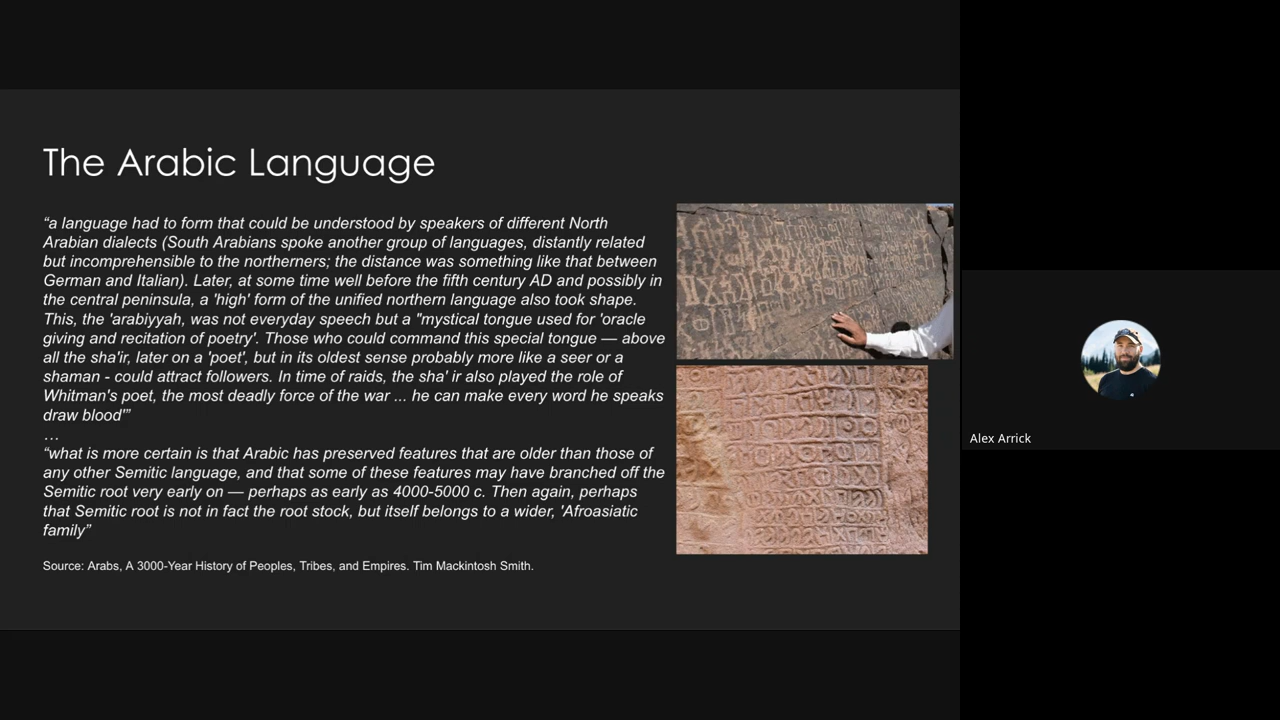 The Arabic Language
“a language had to form that could be understood by speakers of different North
Arabian dialects (South Arabians spoke another group of languages, distantly related
but incomprehensible to the northerners; the distance was something like that between
German and Italian). Later, at some time well before the fifth century AD and possibly in
the central peninsula, a 'high' form of the unified northern language also took shape.
This, the 'arabiyyah, was not everyday speech but a "mystical tongue used for 'oracle
giving and recitation of poetry'. Those who could command this special tongue — above
all the sha'ir, later on a 'poet', but in its oldest sense probably more like a seer or a
shaman - could attract followers. In time of raids, the sha' ir also played the role of
Whitman's poet, the most deadly force of the war ... he can make every word he speaks
draw blood'”
…
“what is more certain is that Arabic has preserved features that are older than those of
any other Semitic language, and that some of these features may have branched off the
Semitic root very early on — perhaps as early as 4000-5000 c. Then again, perhaps
that Semitic root is not in fact the root stock, but itself belongs to a wider, 'Afroasiatic
family”
Source: Arabs, A 3000-Year History of Peoples, Tribes, and Empires. Tim Mackintosh Smith.
Alex Arrick